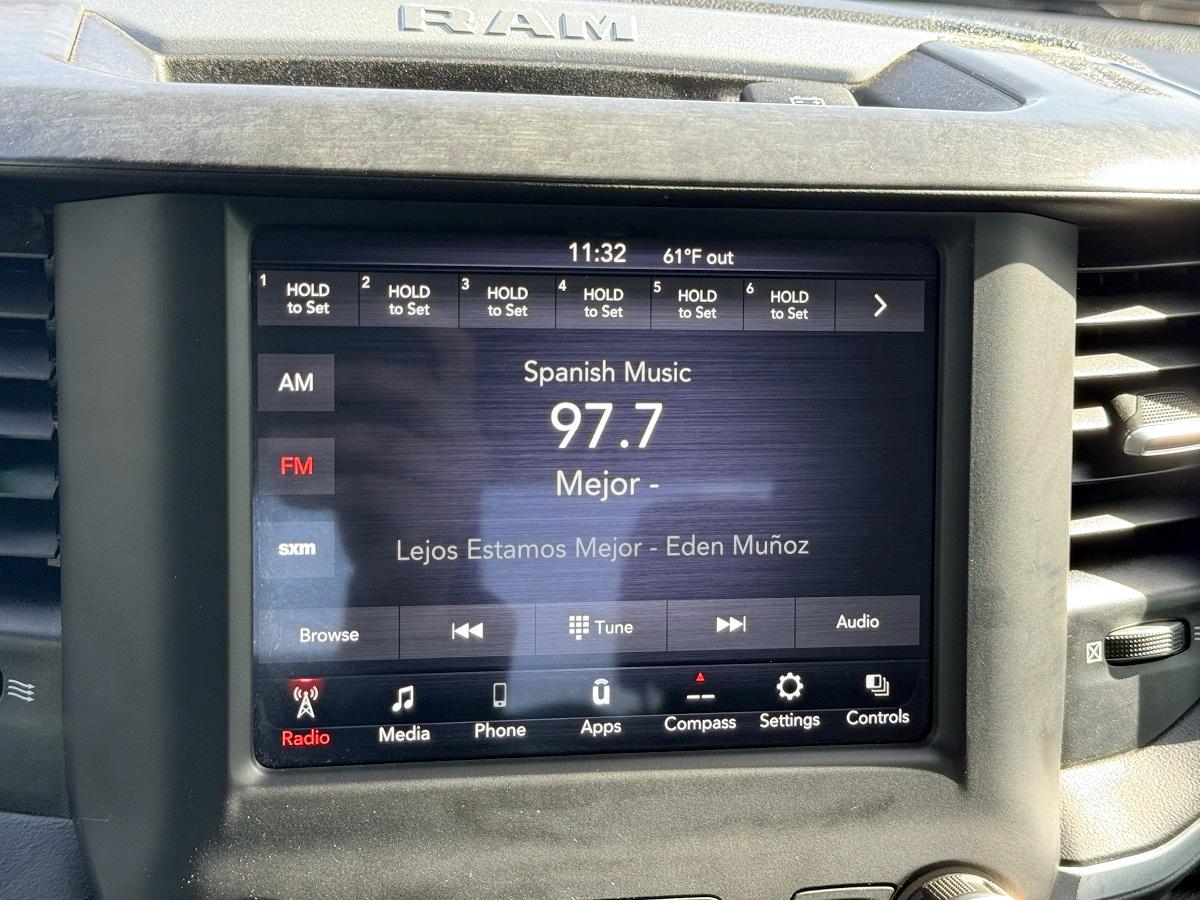 RAM
11:32 61°F out
1 HOLD to Set
2 HOLD to Set
3 HOLD to Set
4 HOLD to Set
5 HOLD to Set
6 HOLD to Set
AM
Spanish Music
97.7
FM
Mejor -
sxm
Lejos Estamos Mejor - Eden Muñoz
Browse Tune Audio
Radio Media Phone Apps Compass Settings Controls